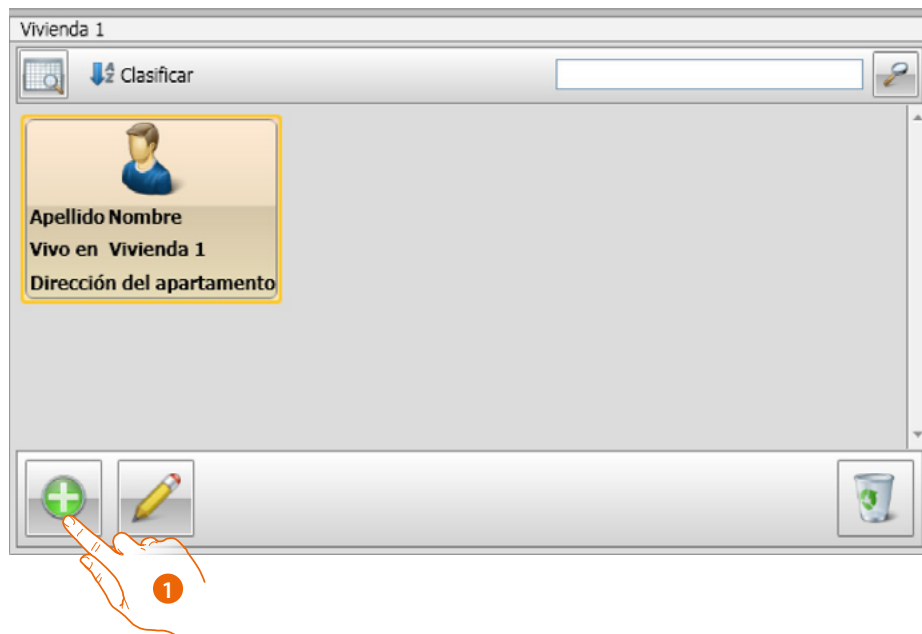 Vivienda 1
Clasificar
Apellido Nombre
Vivo en Vivienda 1
Dirección del apartamento
1